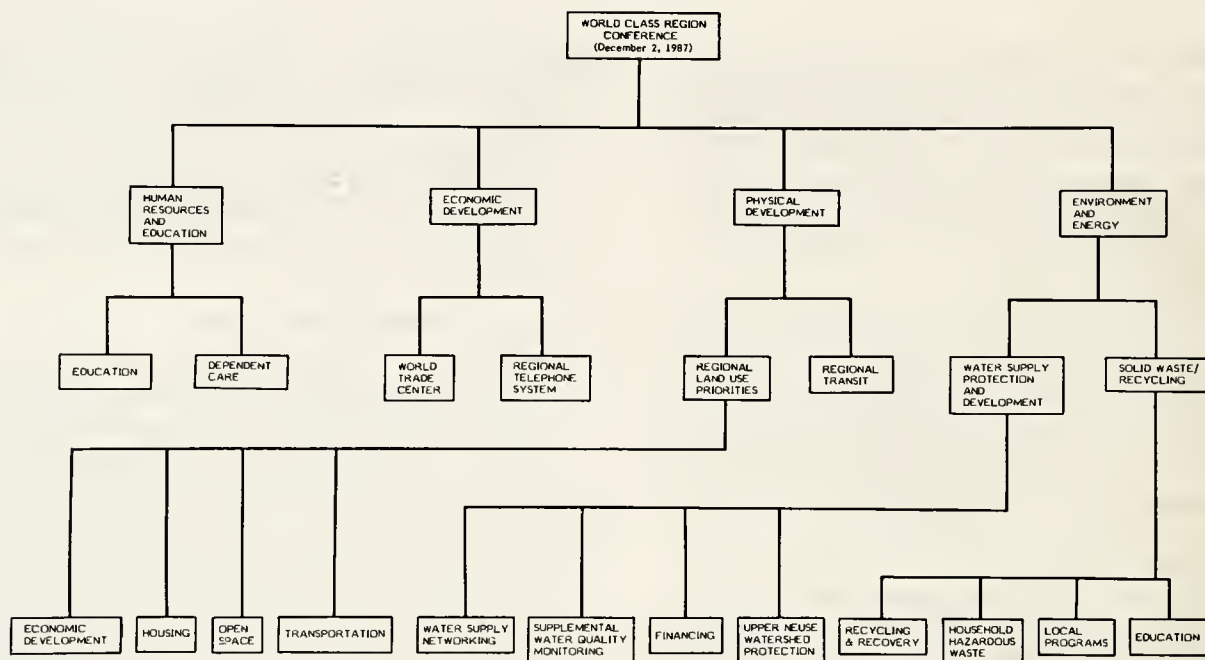 WORLD CLASS REGION
CONFERENCE
(December 2, 1987)
HUMAN
RESOURCES
AND
EDUCATION
ECONOMIC
DEVELOPMENT
PHYSICAL
DEVELOPMENT
ENVIRONMENT
AND
ENERGY
EDUCATION
DEPENDENT
CARE
WORLD
TRADE
CENTER
REGIONAL
TELEPHONE
SYSTEM
REGIONAL
LAND USE
PRIORITIES
REGIONAL
TRANSIT
WATER SUPPLY
PROTECTION
AND
DEVELOPMENT
SOLID WASTE/
RECYCLING
ECONOMIC
DEVELOPMENT
HOUSING
OPEN
SPACE
TRANSPORTATION
WATER SUPPLY
NETWORKING
SUPPLEMENTAL
WATER QUALITY
MONITORING
FINANCING
UPPER NEUSE
WATERSHED
PROTECTION
RECYCLING
& RECOVERY
HOUSEHOLD
HAZARDOUS
WASTE
LOCAL
PROGRAMS
EDUCATION